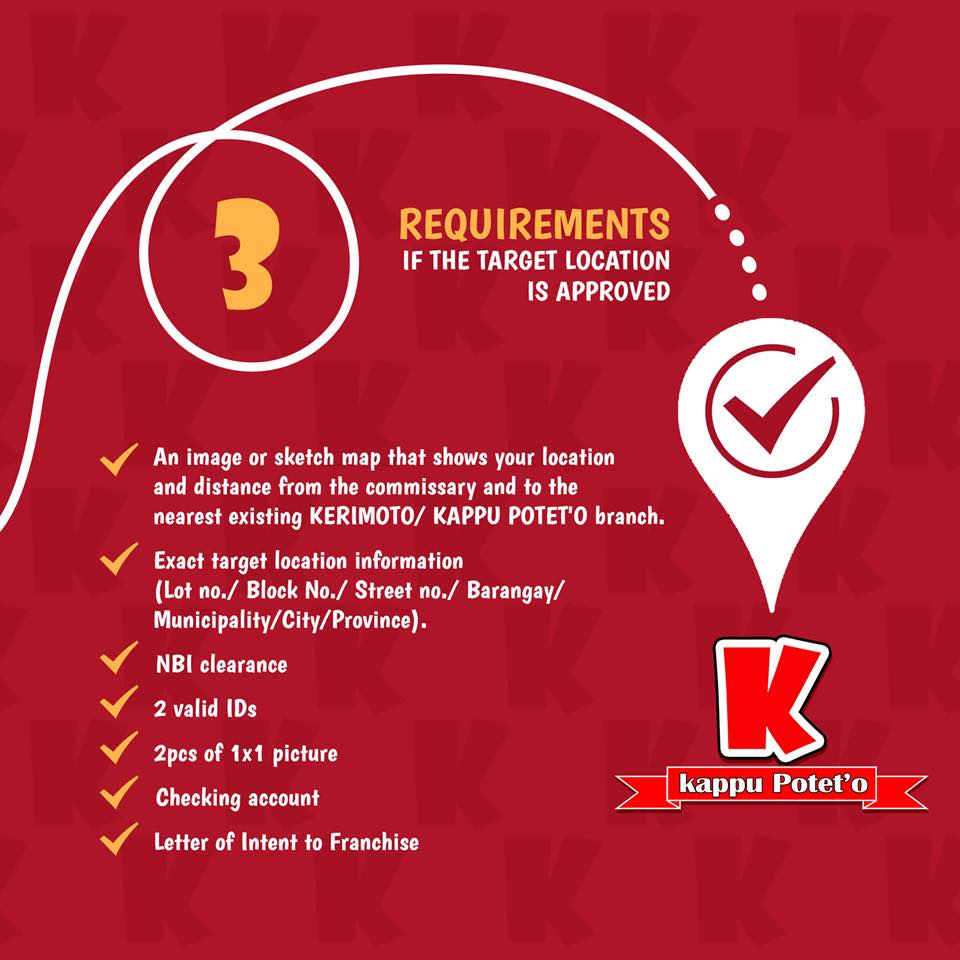 3
REQUIREMENTS
IF THE TARGET LOCATION
IS APPROVED
An image or sketch map that shows your location
and distance from the commissary and to the
nearest existing KERIMOTO/ KAPPU POTET'O branch.
Exact target location information
(Lot no./ Block No./ Street no./ Barangay/
Municipality/City/Province).
NBI clearance
2 valid IDs
2pcs of 1x1 picture
Checking account
Letter of Intent to Franchise
K
kappu Potet'o